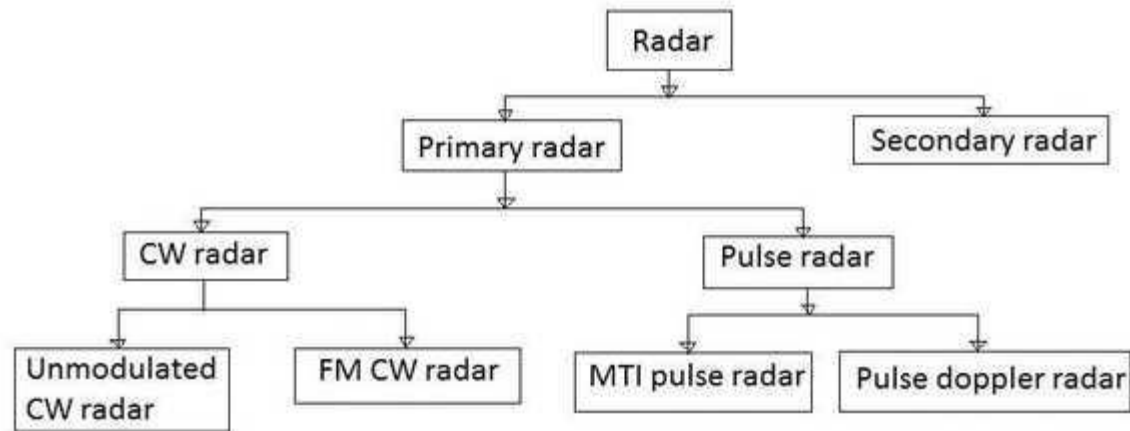 Radar
Primary radar
Secondary radar
CW radar
Pulse radar
Unmodulated
CW radar
FM CW radar
MTI pulse radar
Pulse doppler radar